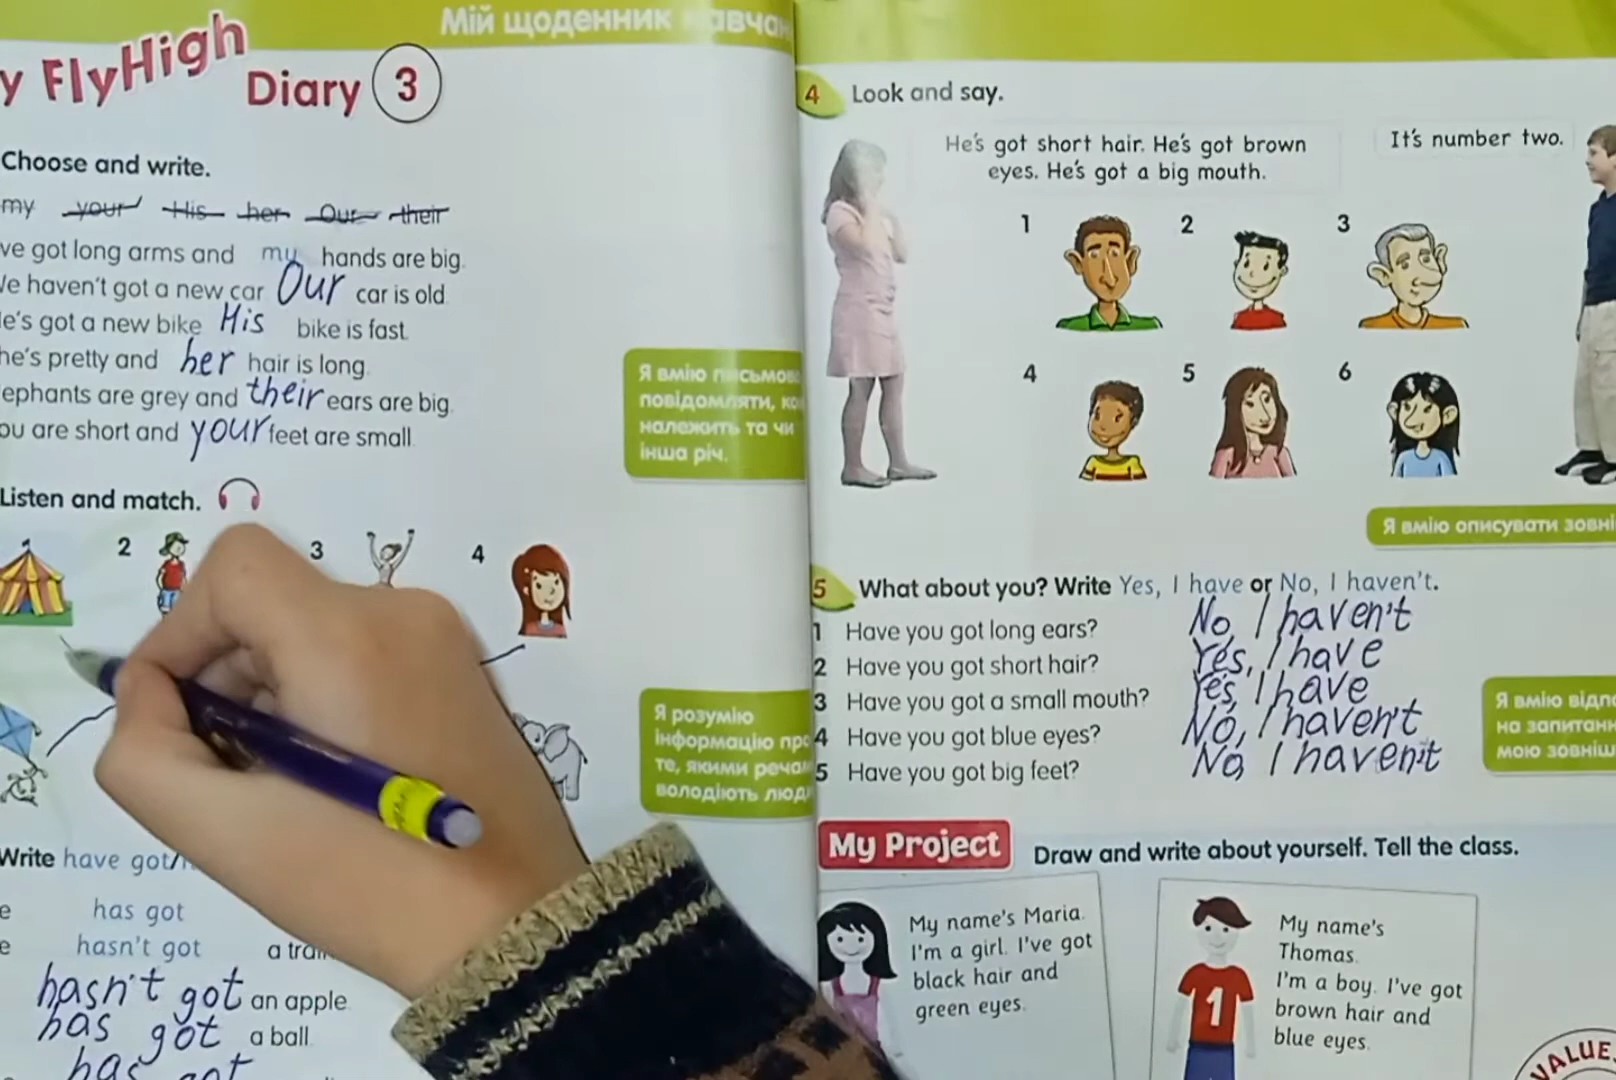 Мій щоденник
y FlyHigh Diary 3
Choose and write.
my your His her Our their
ve got long arms and my hands are big.
e haven't got a new car Our car is old.
e's got a new bike His bike is fast.
he's pretty and her hair is long.
ephants are grey and their ears are big.
ou are short and your feet are small.
Я вмію письмово
повідомляти, ко
належить та чи
інша річ.
Listen and match.
2 3 4
Я розумію
інформацію про
те, якими реча
володіють люд
Write have got/
e has got
e hasn't got a tra
hasn't got an apple.
has got a ball.
has got
4 Look and say.
He's got short hair. He's got brown
eyes. He's got a big mouth.
It's number two.
1 2 3
4 5 6
Я вмію описувати зовні
5 What about you? Write Yes, I have or No, I haven't.
1 Have you got long ears? No, I haven't
2 Have you got short hair? Yes, I have
3 Have you got a small mouth? Yes, I have
4 Have you got blue eyes? No, I haven't
5 Have you got big feet? No, I haven't
Я вмію відпо
на запитан
мою зовніш
My Project Draw and write about yourself. Tell the class.
My name's Maria.
I'm a girl. I've got
black hair and
green eyes.
1
My name's
Thomas.
I'm a boy. I've got
brown hair and
blue eyes.
VALUE